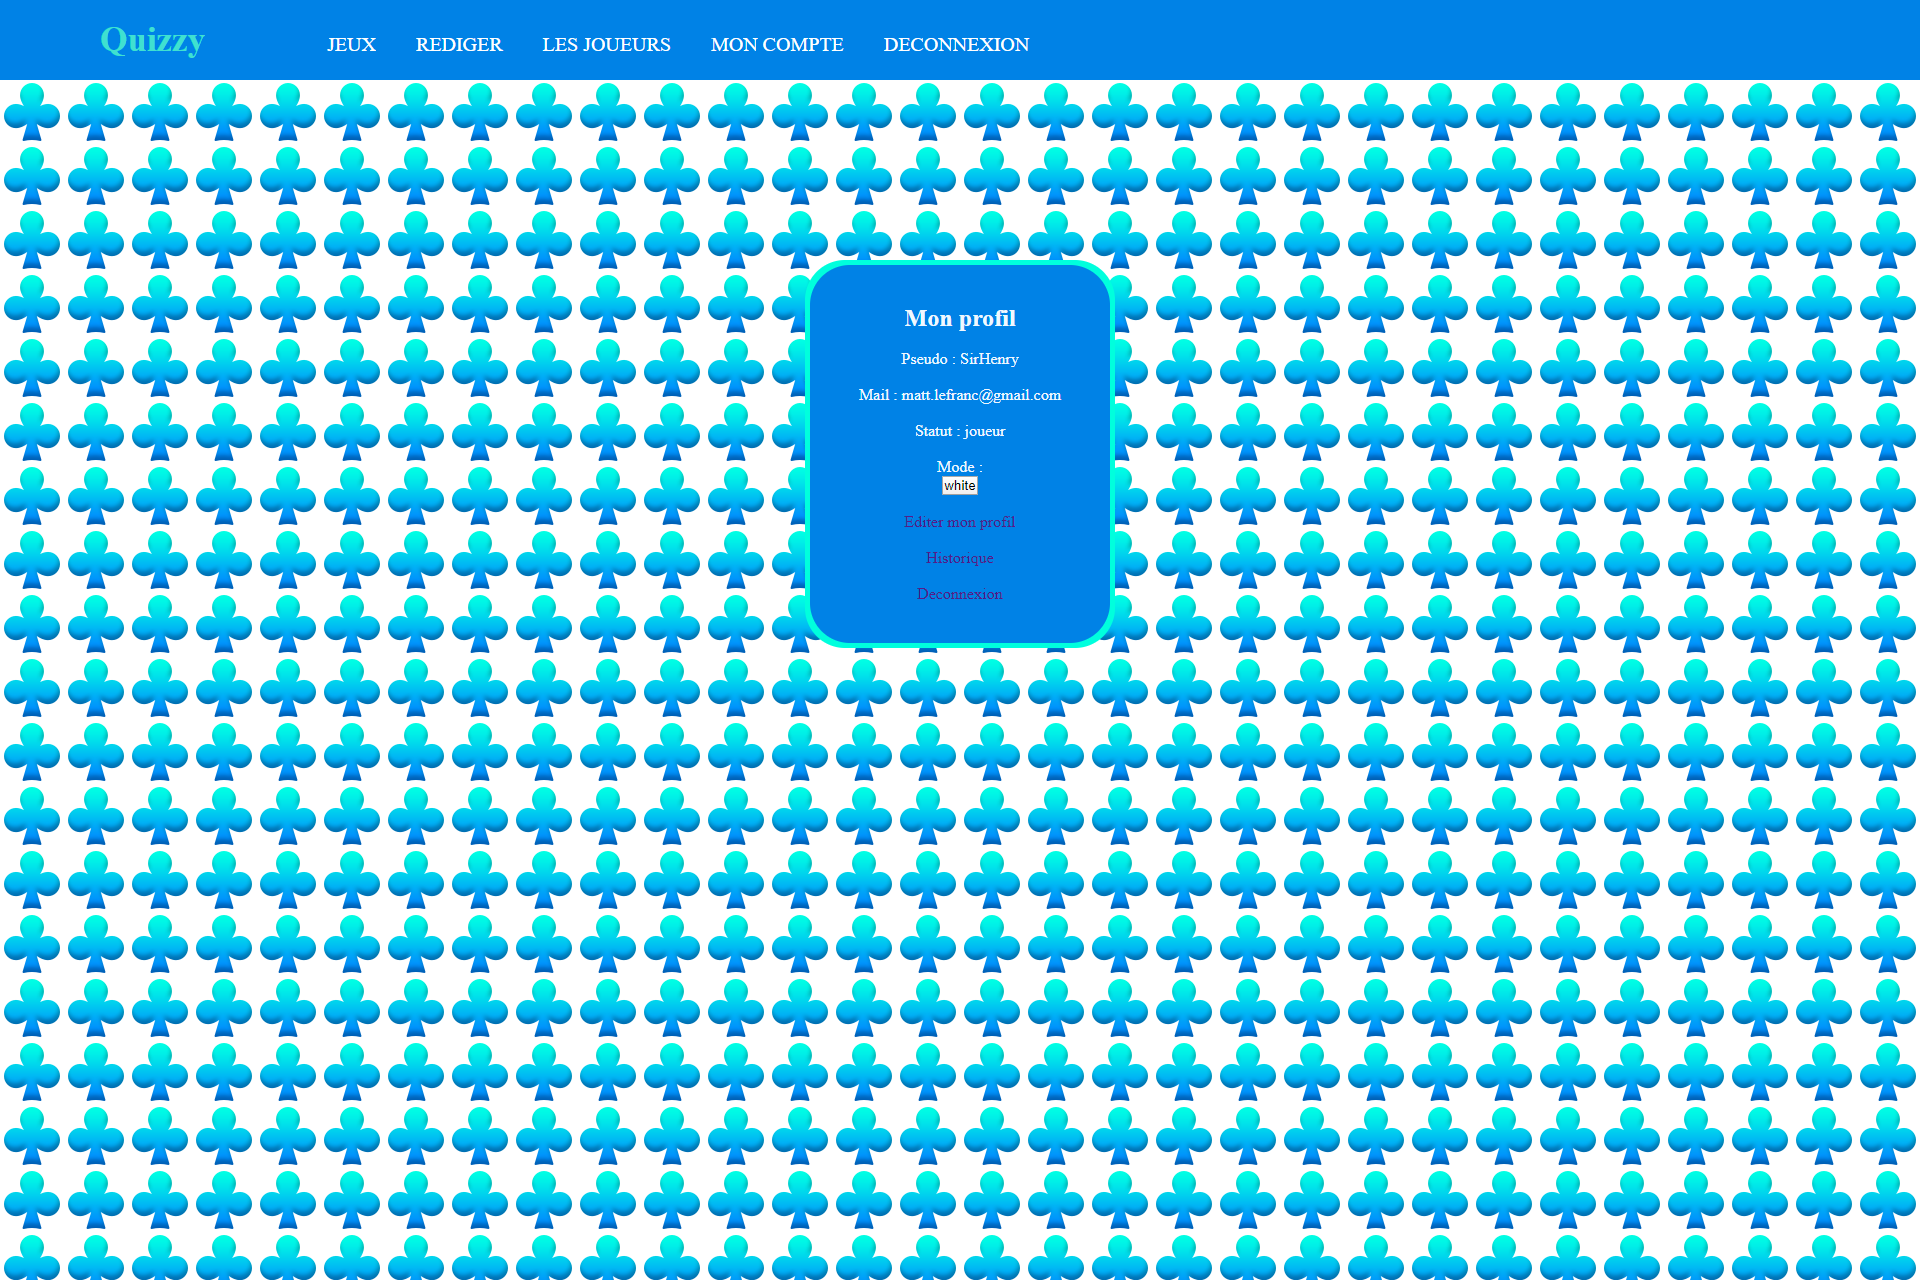 Quizzy
JEUX REDIGER LES JOUEURS MON COMPTE DECONNEXION
Mon profil
Pseudo : SirHenry
Mail : matt.lefranc@gmail.com
Statut : joueur
Mode :
white
Editer mon profil
Historique
Deconnexion